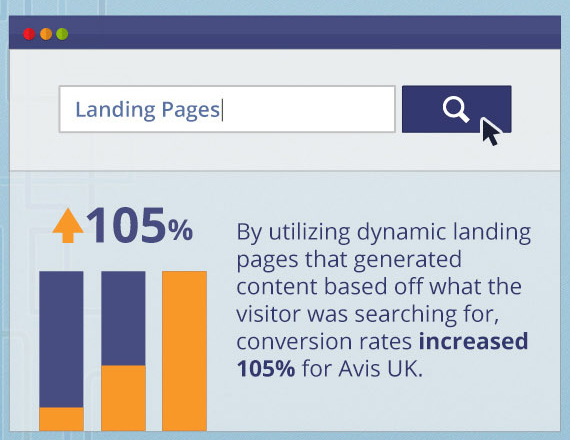 Landing Pages
105%
By utilizing dynamic landing
pages that generated
content based off what the
visitor was searching for,
conversion rates increased
105% for Avis UK.